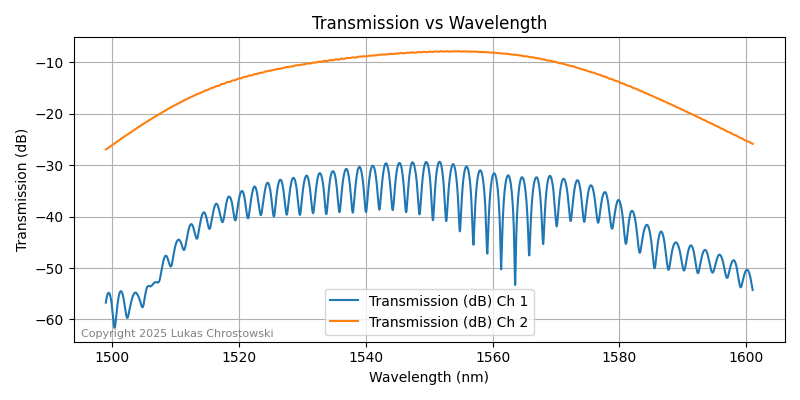 Transmission vs Wavelength
Transmission (dB)
−10
−20
−30
−40
−50
−60
Transmission (dB) Ch 1
Transmission (dB) Ch 2
Copyright 2025 Lukas Chrostowski
1500
1520
1540
1560
1580
1600
Wavelength (nm)